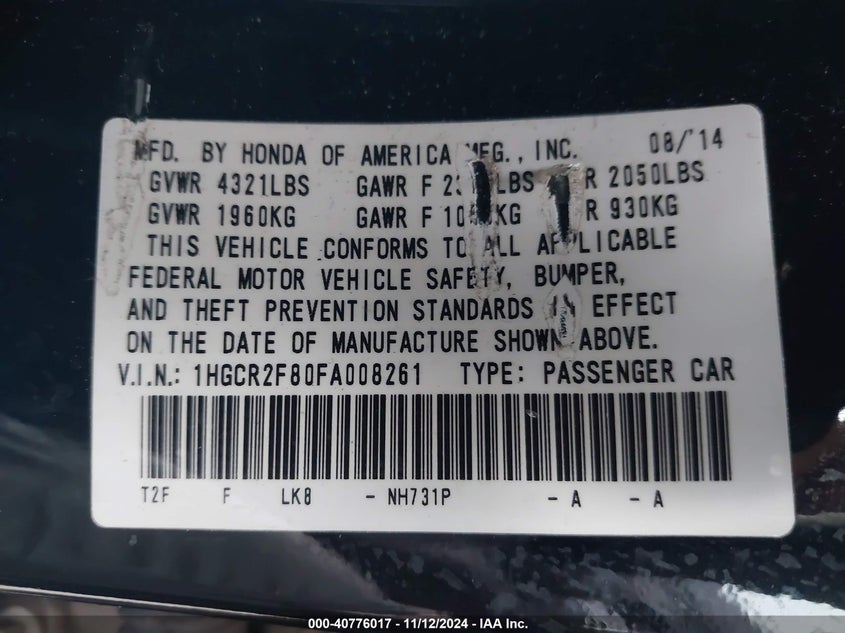 MFD. BY HONDA OF AMERICA MFG., INC. 08/'14
GVWR 4321LBS GAWR F LBS R 2050LBS
GVWR 1960KG GAWR F KG R 930KG
THIS VEHICLE CONFORMS TO ALL APPLICABLE
FEDERAL MOTOR VEHICLE SAFETY, BUMPER,
AND THEFT PREVENTION STANDARDS IN EFFECT
ON THE DATE OF MANUFACTURE SHOWN ABOVE.
V.I.N.: 1HGCR2F80FA008261 TYPE: PASSENGER CAR
T2F F LK8 - NH731P - A - A
000-40776017 - 11/12/2024 - IAA Inc.